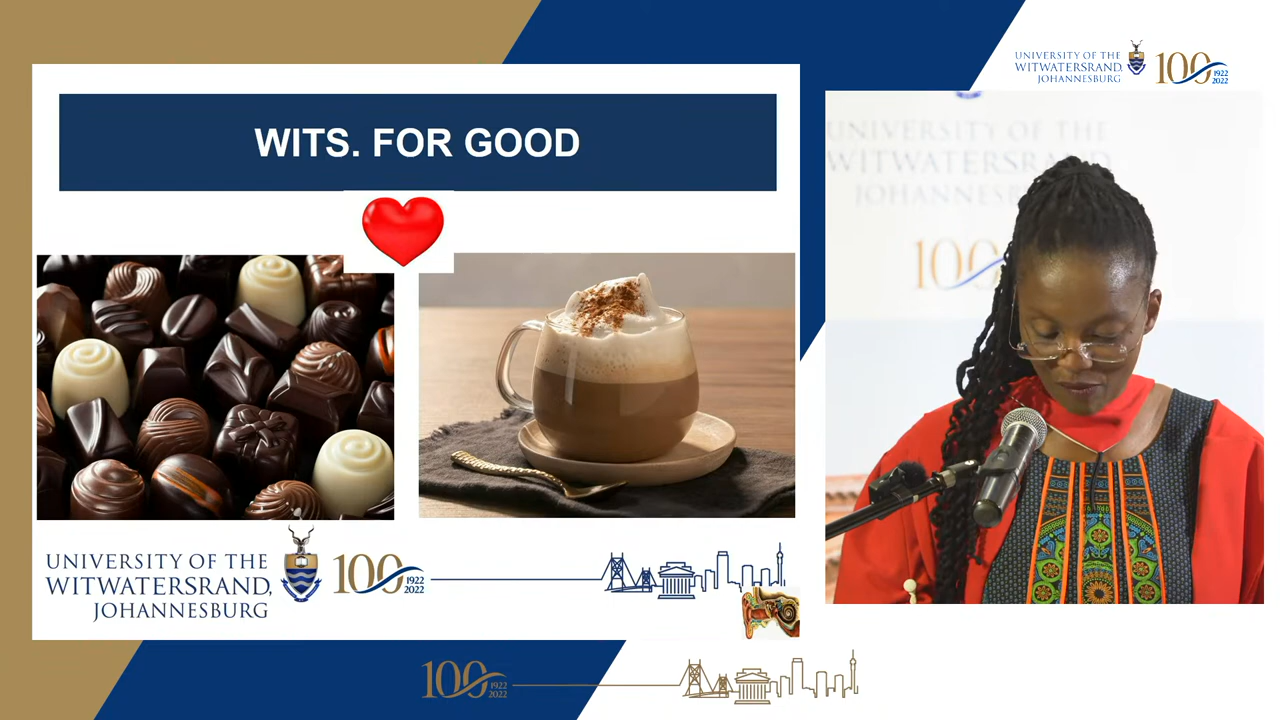 WITS. FOR GOOD
UNIVERSITY OF THE
WITWATERSRAND,
JOHANNESBURG
100
1922
2022
UNIVERSITY OF THE
WITWATERSRAND,
JOHANNESBURG
100
1922
2022
UNIVERSITY OF THE
WITWATERSRAND
JOHANNESB
100
100
1922
2022